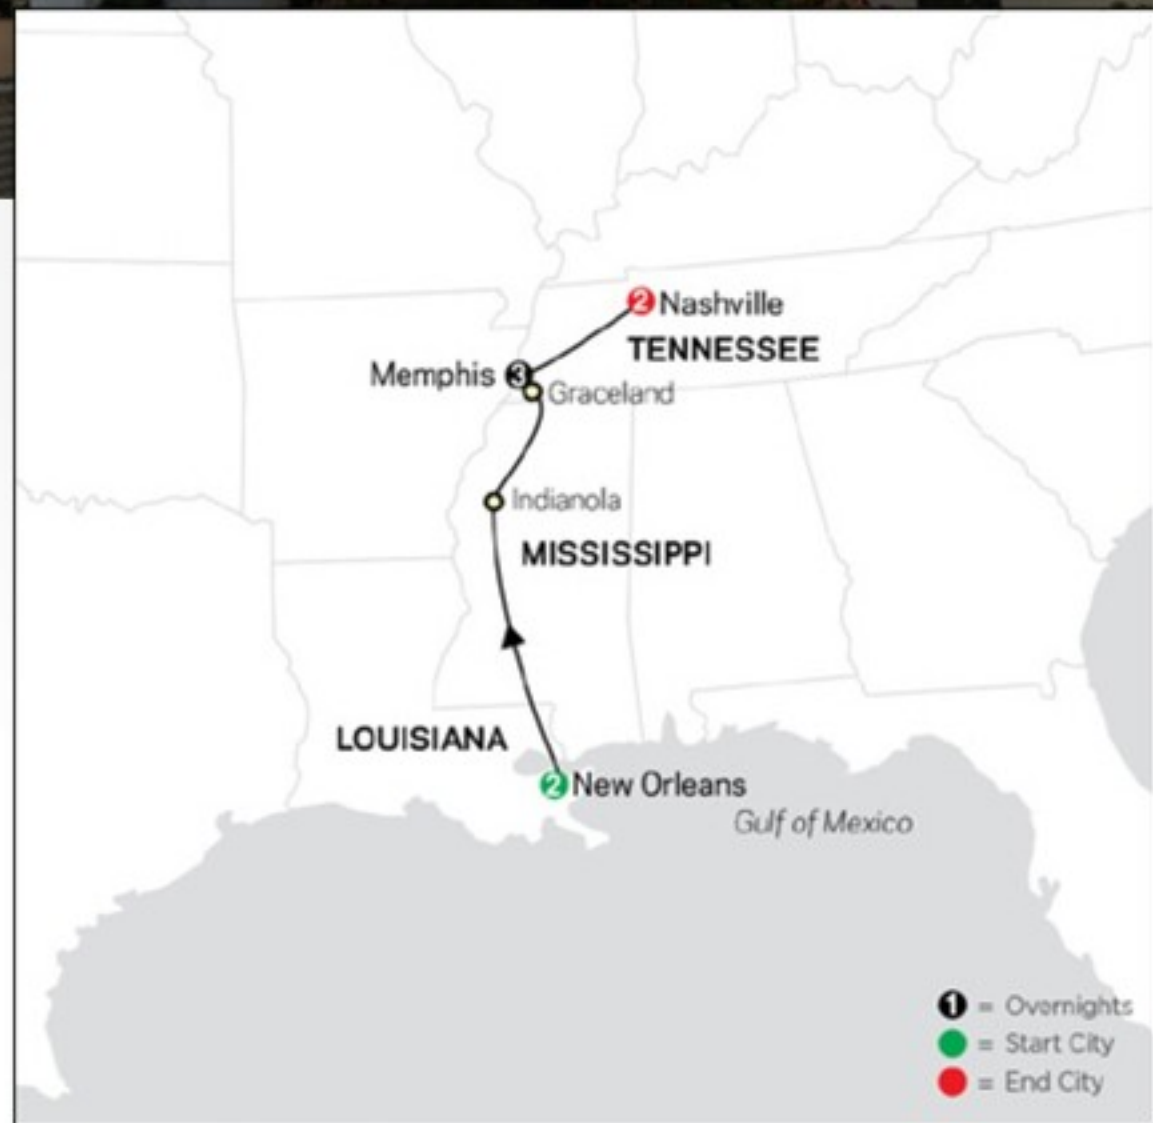 2 Nashville
TENNESSEE
Memphis 3
Graceland
Indianola
MISSISSIPPI
LOUISIANA
2 New Orleans
Gulf of Mexico
1 = Overnights
= Start City
= End City